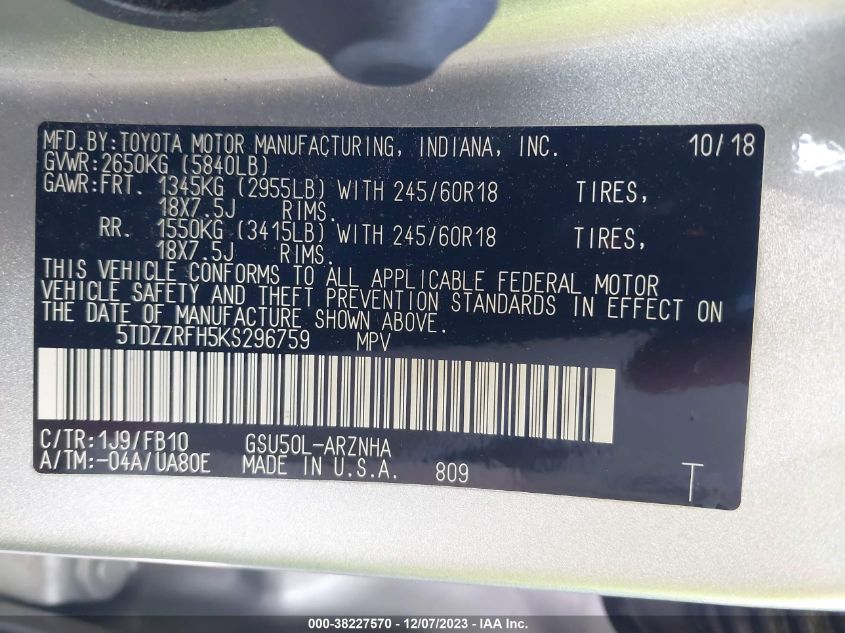 MFD.BY:TOYOTA MOTOR MANUFACTURING, INDIANA, INC. 10/18
GVWR:2650KG (5840LB)
GAWR:FRT. 1345KG (2955LB) WITH 245/60R18 TIRES,
18X7.5J RIMS.
RR. 1550KG (3415LB) WITH 245/60R18 TIRES,
18X7.5J RIMS.
THIS VEHICLE CONFORMS TO ALL APPLICABLE FEDERAL MOTOR
VEHICLE SAFETY AND THEFT PREVENTION STANDARDS IN EFFECT ON
THE DATE OF MANUFACTURE SHOWN ABOVE.
5TDZZRFH5KS296759 MPV
C/TR:1J9/FB10 GSU50L-ARZNHA
A/TM:-04A/UA80E MADE IN U.S.A. 809 T
000-38227570 - 12/07/2023 - IAA Inc.